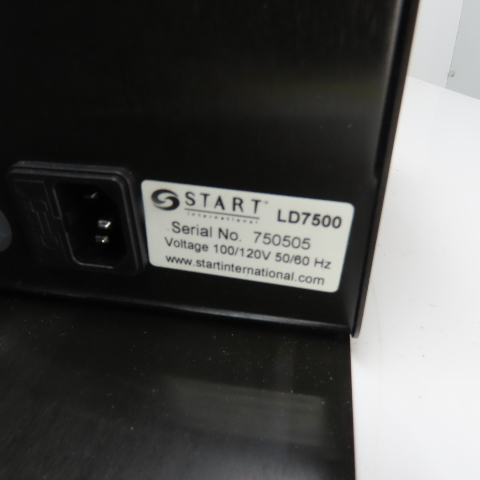 START LD7500
international
Serial No. 750505
Voltage 100/120V 50/60 Hz
www.startinternational.com